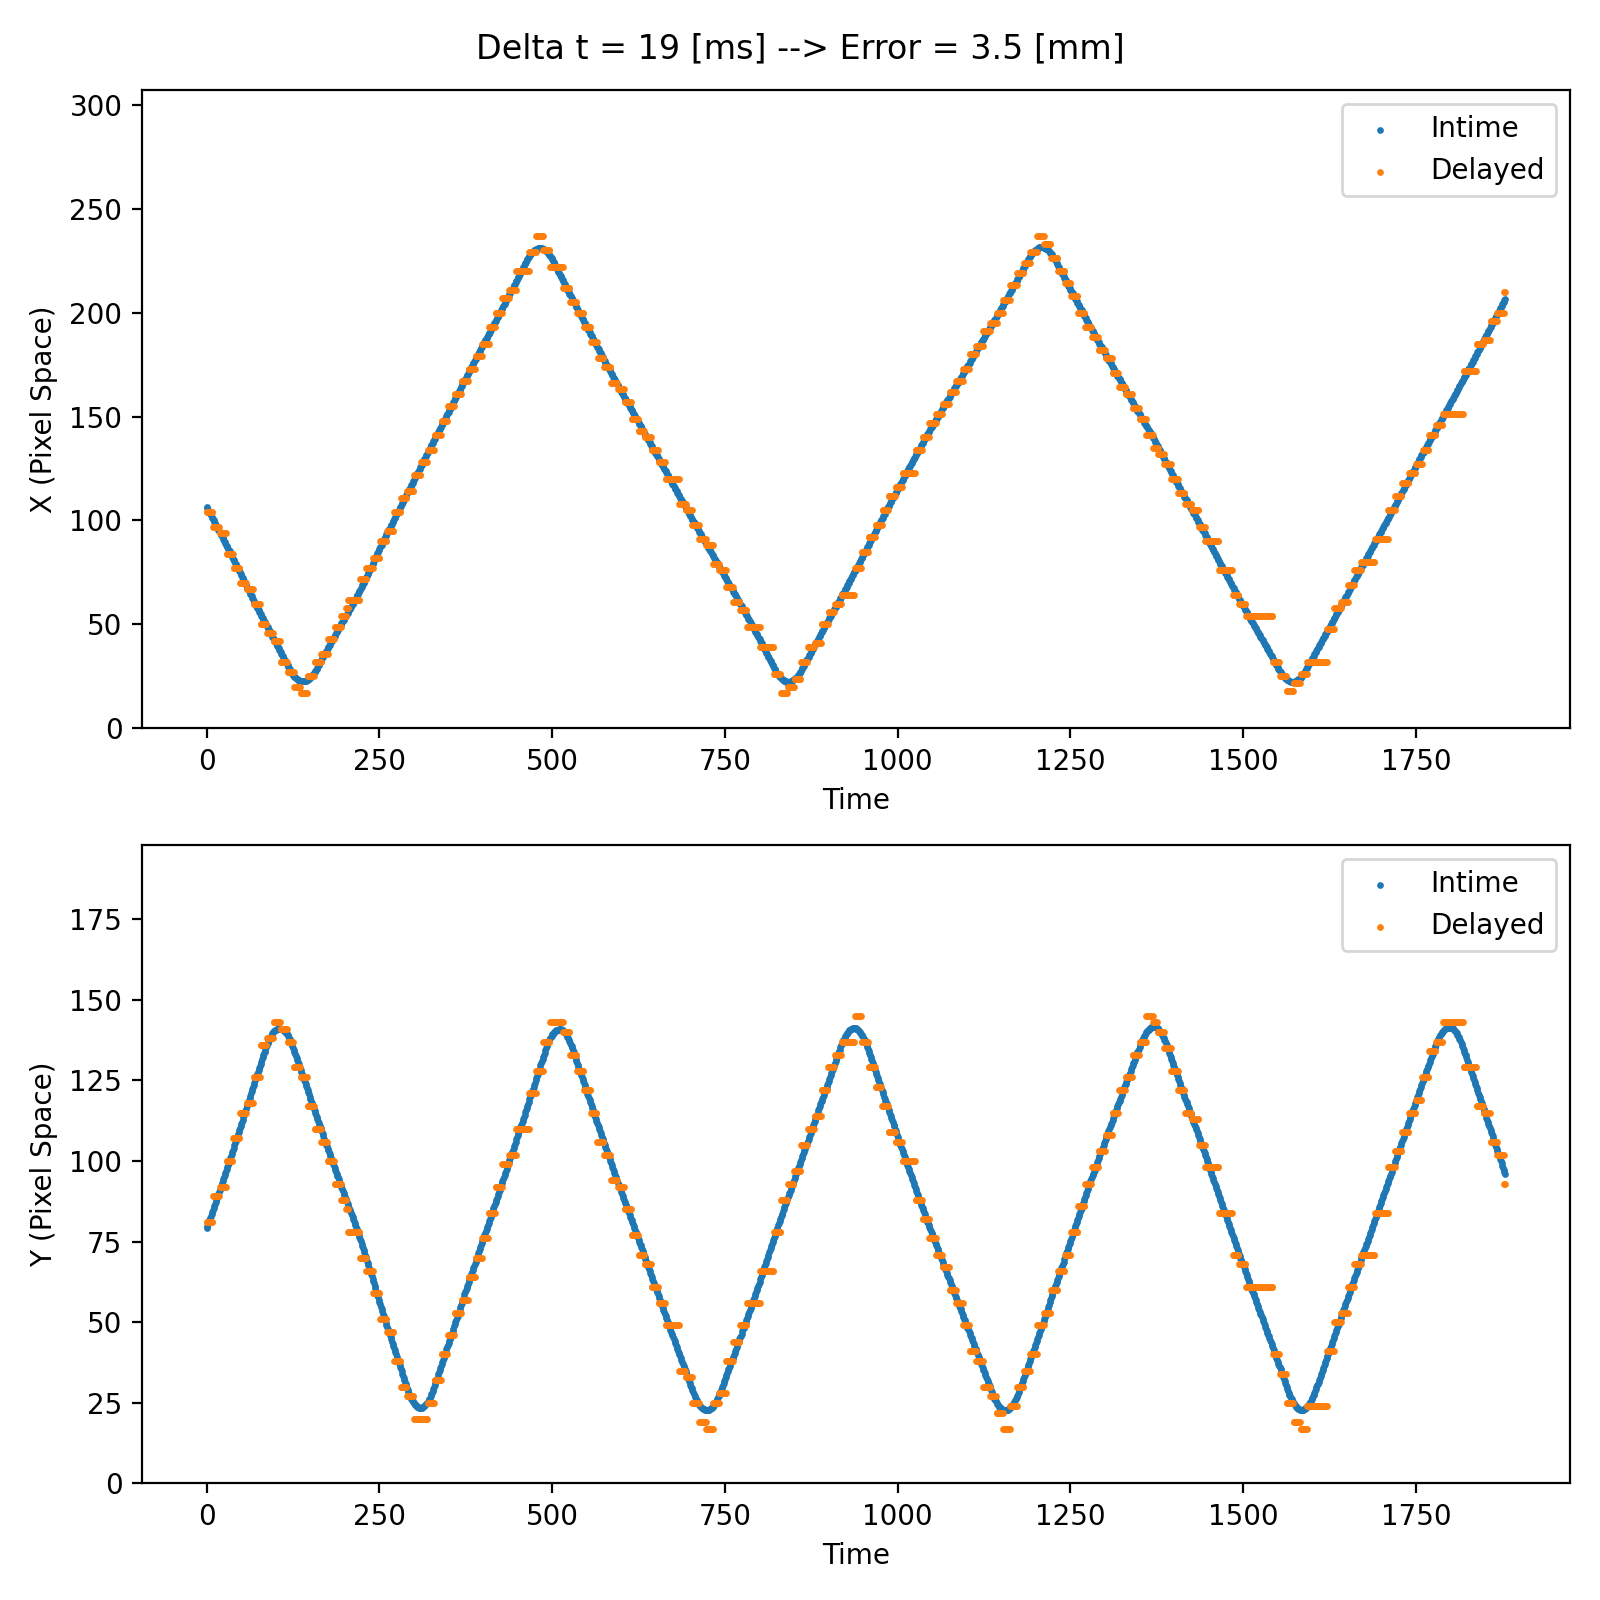 Delta t = 19 [ms] --> Error = 3.5 [mm]
300
250
200
150
100
50
0
X (Pixel Space)
Intime
Delayed
0 250 500 750 1000 1250 1500 1750
Time
175
150
125
100
75
50
25
0
Y (Pixel Space)
Intime
Delayed
0 250 500 750 1000 1250 1500 1750
Time